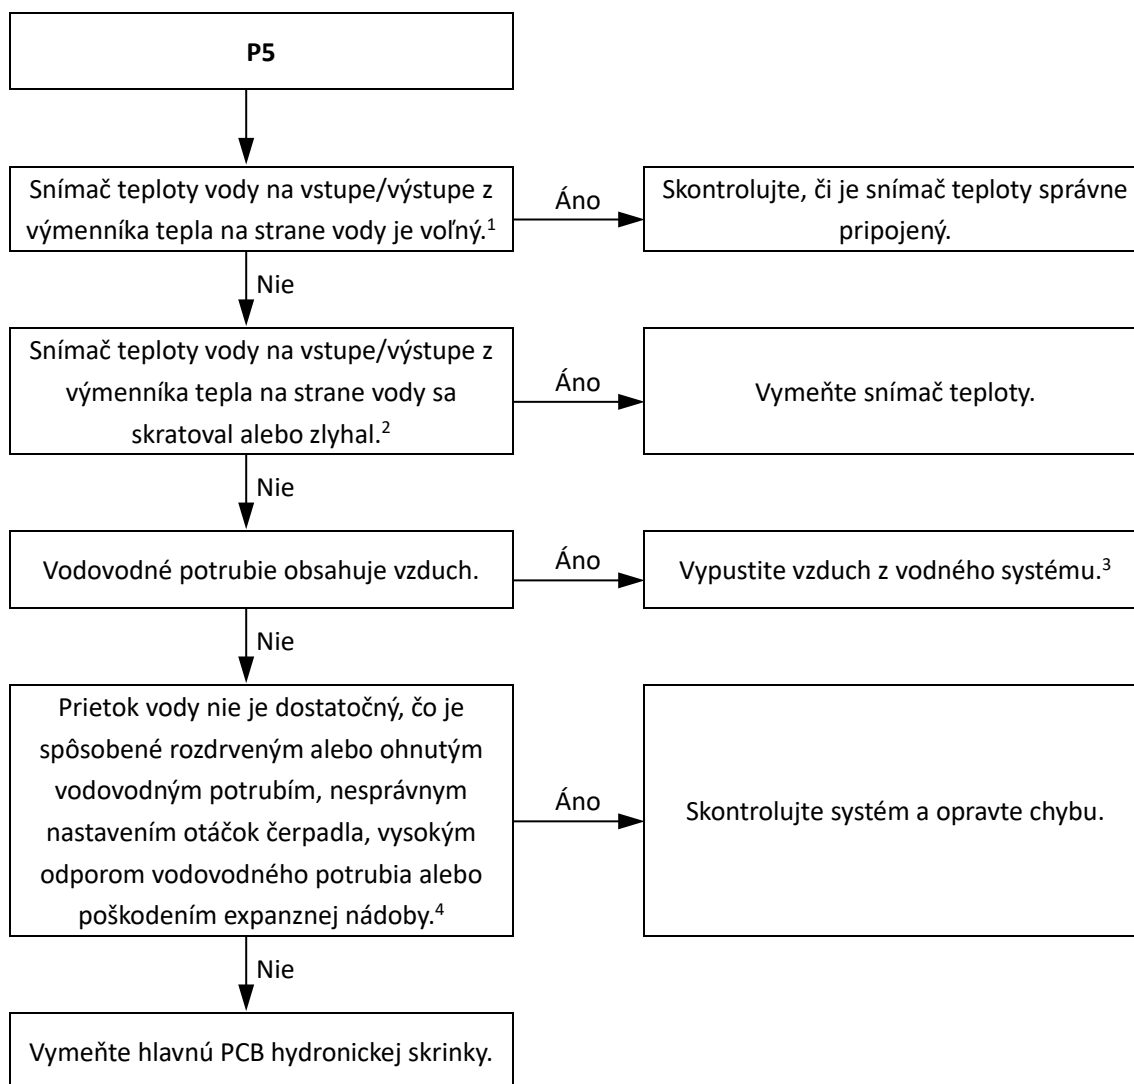 P5
Snímač teploty vody na vstupe/výstupe z
výmenníka tepla na strane vody je voľný.1
Áno
Skontrolujte, či je snímač teploty správne
pripojený.
Nie
Snímač teploty vody na vstupe/výstupe z
výmenníka tepla na strane vody sa
skratoval alebo zlyhal.2
Áno
Vymeňte snímač teploty.
Nie
Vodovodné potrubie obsahuje vzduch.
Áno
Vypustite vzduch z vodného systému.3
Nie
Prietok vody nie je dostatočný, čo je
spôsobené rozdrveným alebo ohnutým
vodovodným potrubím, nesprávnym
nastavením otáčok čerpadla, vysokým
odporom vodovodného potrubia alebo
poškodením expanznej nádoby.4
Áno
Skontrolujte systém a opravte chybu.
Nie
Vymeňte hlavnú PCB hydronickej skrinky.